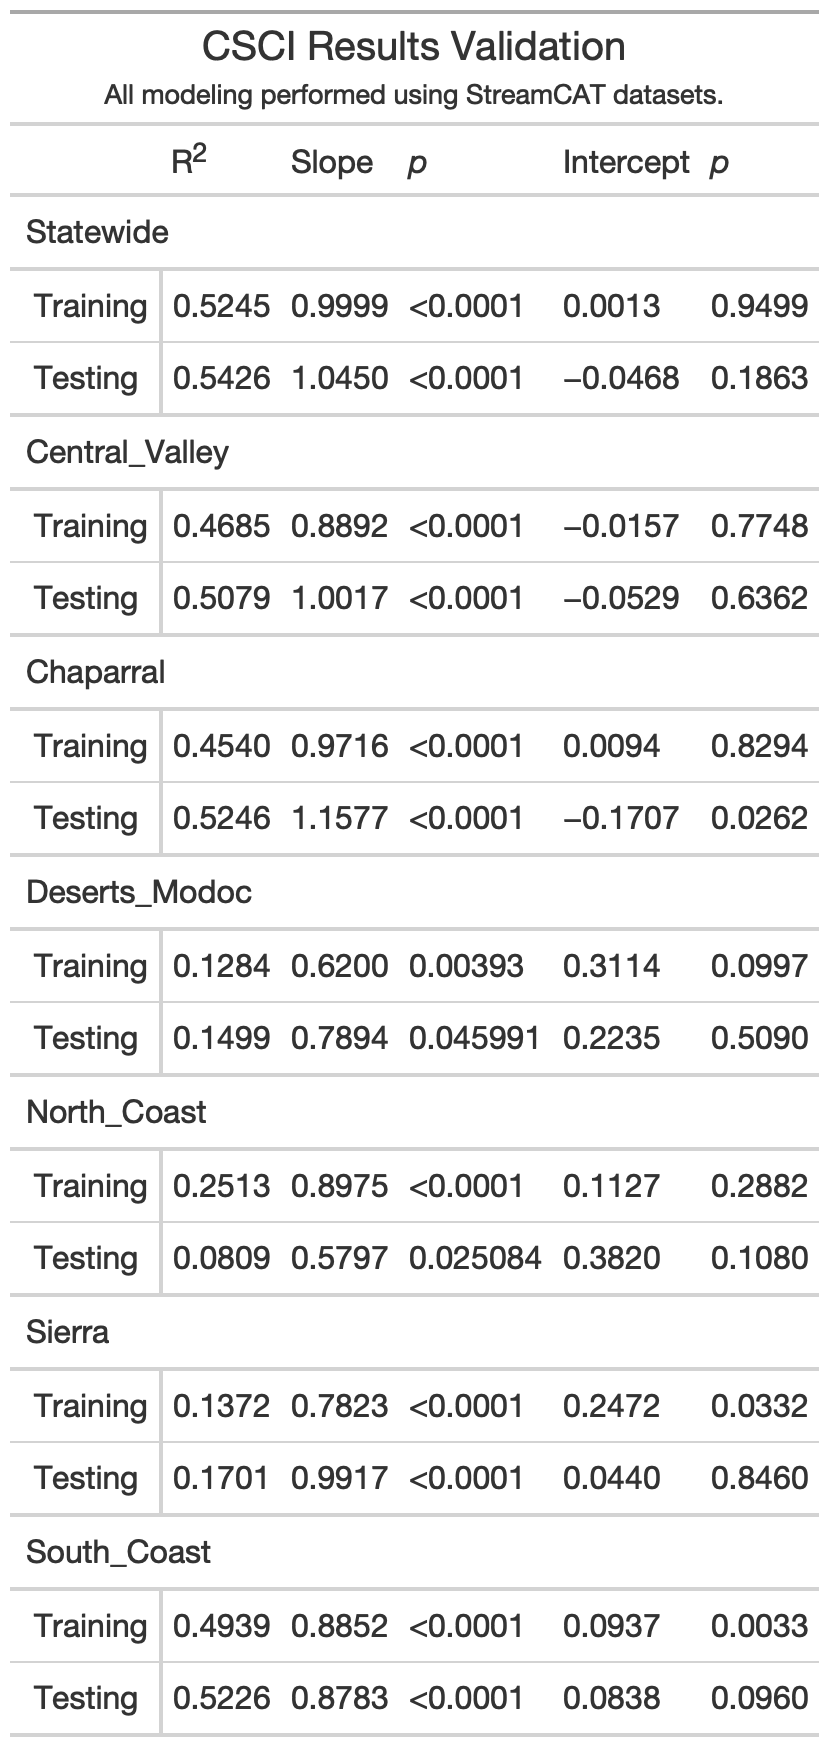 CSCI Results Validation
All modeling performed using StreamCAT datasets.
R² Slope p Intercept p
Statewide
Training 0.5245 0.9999 <0.0001 0.0013 0.9499
Testing 0.5426 1.0450 <0.0001 −0.0468 0.1863
Central_Valley
Training 0.4685 0.8892 <0.0001 −0.0157 0.7748
Testing 0.5079 1.0017 <0.0001 −0.0529 0.6362
Chaparral
Training 0.4540 0.9716 <0.0001 0.0094 0.8294
Testing 0.5246 1.1577 <0.0001 −0.1707 0.0262
Deserts_Modoc
Training 0.1284 0.6200 0.00393 0.3114 0.0997
Testing 0.1499 0.7894 0.045991 0.2235 0.5090
North_Coast
Training 0.2513 0.8975 <0.0001 0.1127 0.2882
Testing 0.0809 0.5797 0.025084 0.3820 0.1080
Sierra
Training 0.1372 0.7823 <0.0001 0.2472 0.0332
Testing 0.1701 0.9917 <0.0001 0.0440 0.8460
South_Coast
Training 0.4939 0.8852 <0.0001 0.0937 0.0033
Testing 0.5226 0.8783 <0.0001 0.0838 0.0960